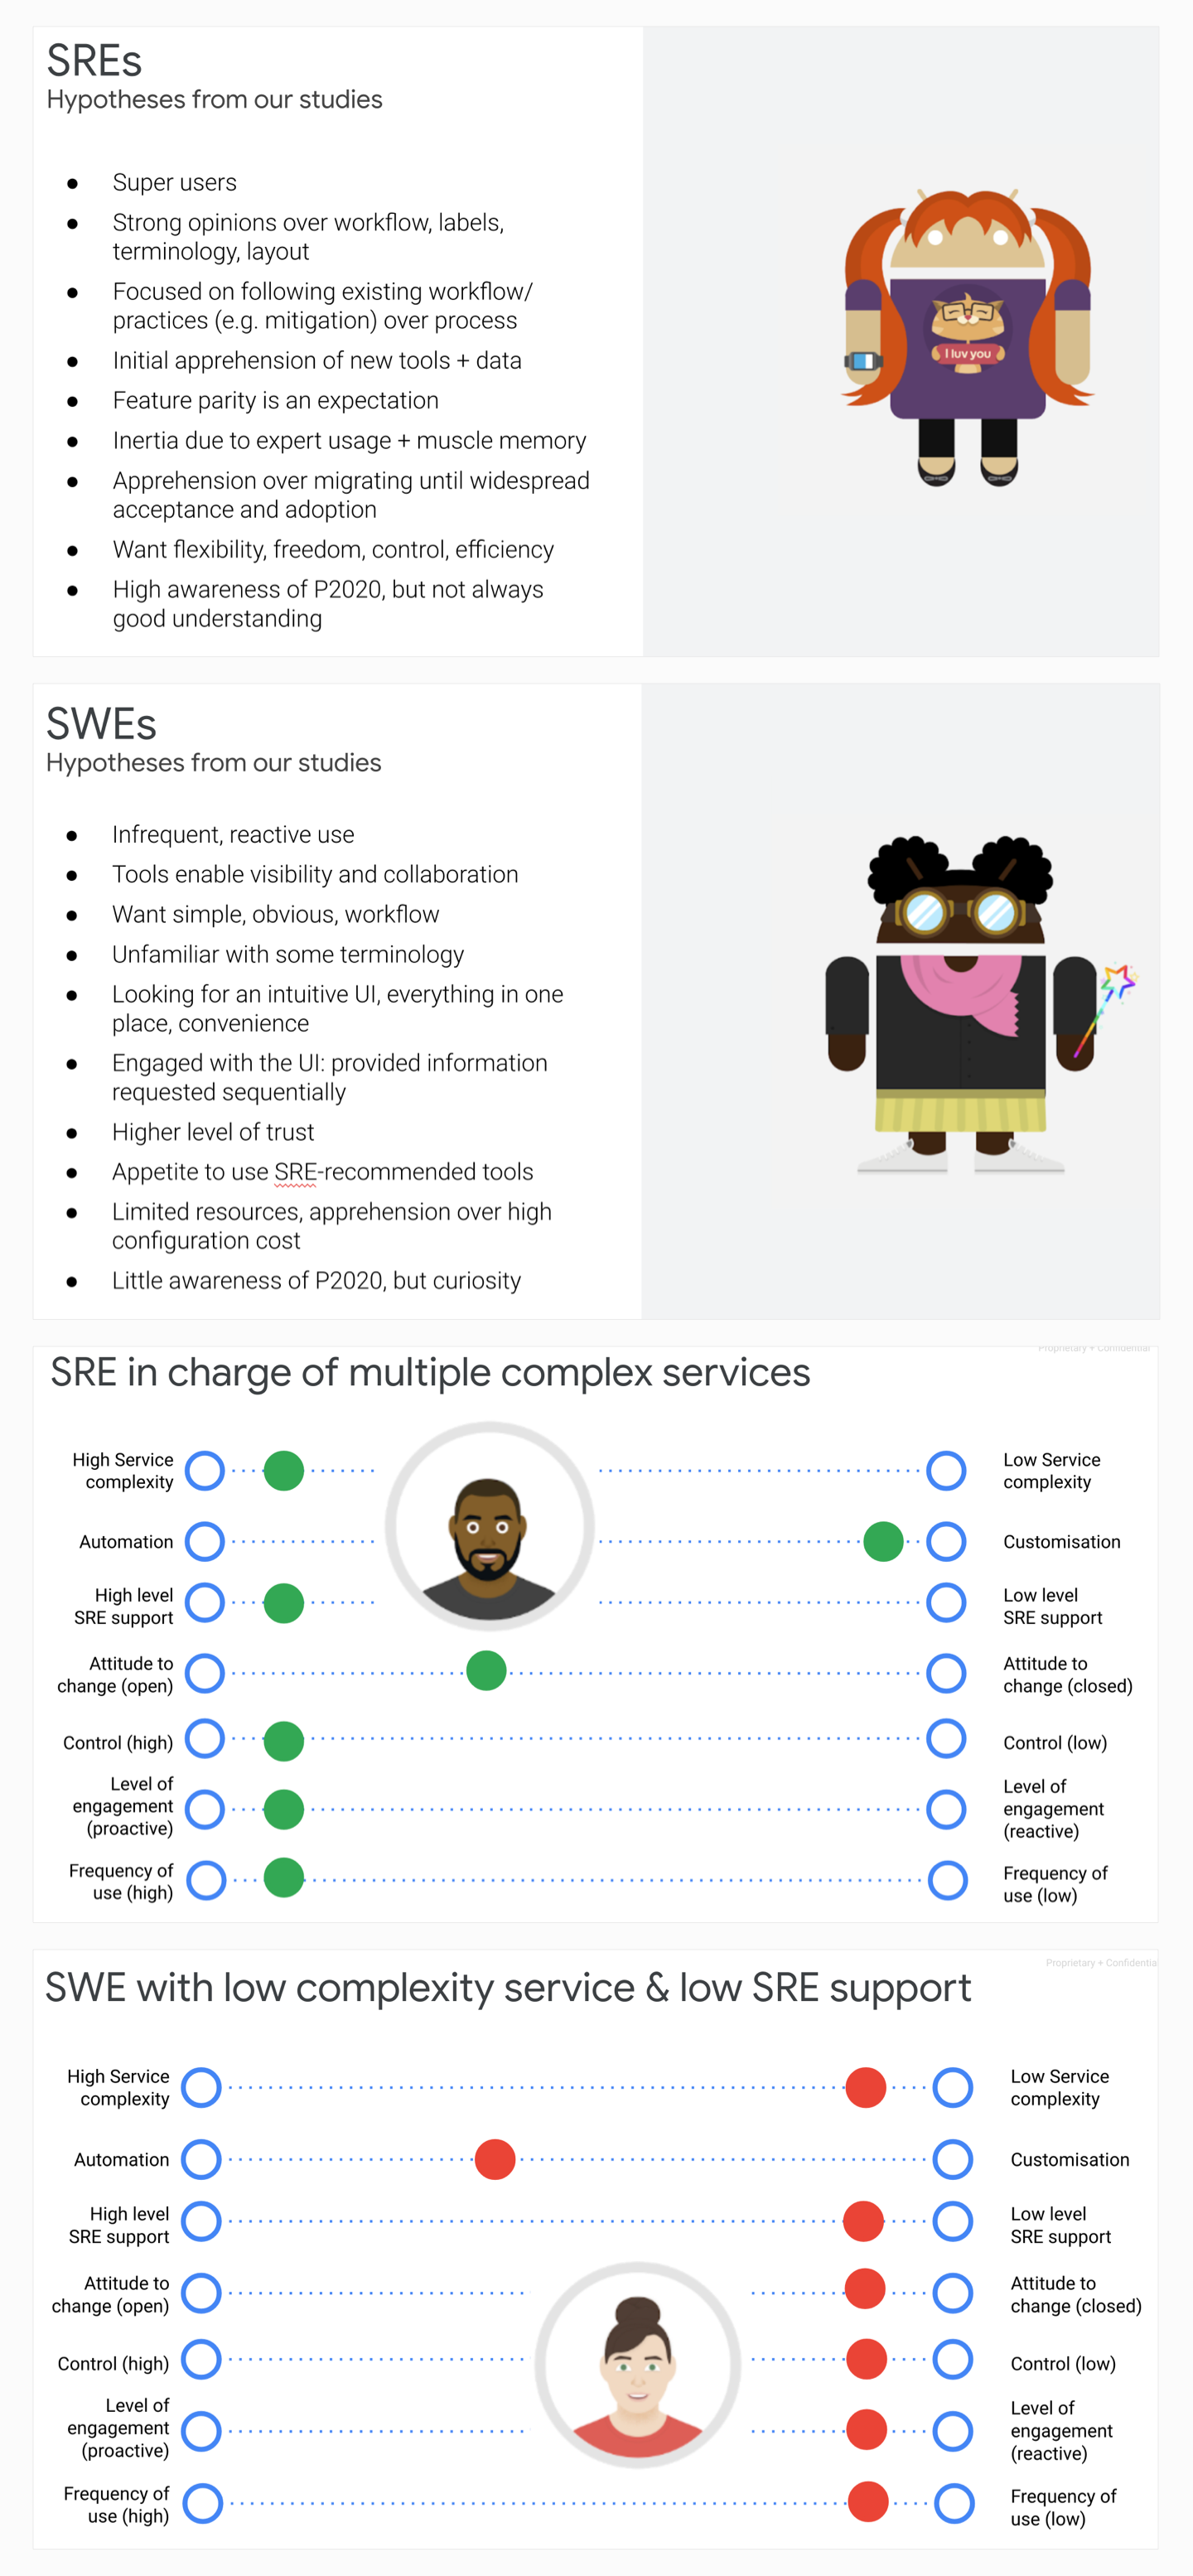 SREs
Hypotheses from our studies
● Super users
● Strong opinions over workflow, labels,
terminology, layout
● Focused on following existing workflow/
practices (e.g. mitigation) over process
● Initial apprehension of new tools + data
● Feature parity is an expectation
● Inertia due to expert usage + muscle memory
● Apprehension over migrating until widespread
acceptance and adoption
● Want flexibility, freedom, control, efficiency
● High awareness of P2020, but not always
good understanding
I luv you
SWEs
Hypotheses from our studies
● Infrequent, reactive use
● Tools enable visibility and collaboration
● Want simple, obvious, workflow
● Unfamiliar with some terminology
● Looking for an intuitive UI, everything in one
place, convenience
● Engaged with the UI: provided information
requested sequentially
● Higher level of trust
● Appetite to use SRE-recommended tools
● Limited resources, apprehension over high
configuration cost
● Little awareness of P2020, but curiosity
Proprietary + Confidential
SRE in charge of multiple complex services
High Service
complexity
Low Service
complexity
Automation
Customisation
High level
SRE support
Low level
SRE support
Attitude to
change (open)
Attitude to
change (closed)
Control (high)
Control (low)
Level of
engagement
(proactive)
Level of
engagement
(reactive)
Frequency of
use (high)
Frequency of
use (low)
Proprietary + Confidentia
SWE with low complexity service & low SRE support
High Service
complexity
Low Service
complexity
Automation
Customisation
High level
SRE support
Low level
SRE support
Attitude to
change (open)
Attitude to
change (closed)
Control (high)
Control (low)
Level of
engagement
(proactive)
Level of
engagement
(reactive)
Frequency of
use (high)
Frequency of
use (low)